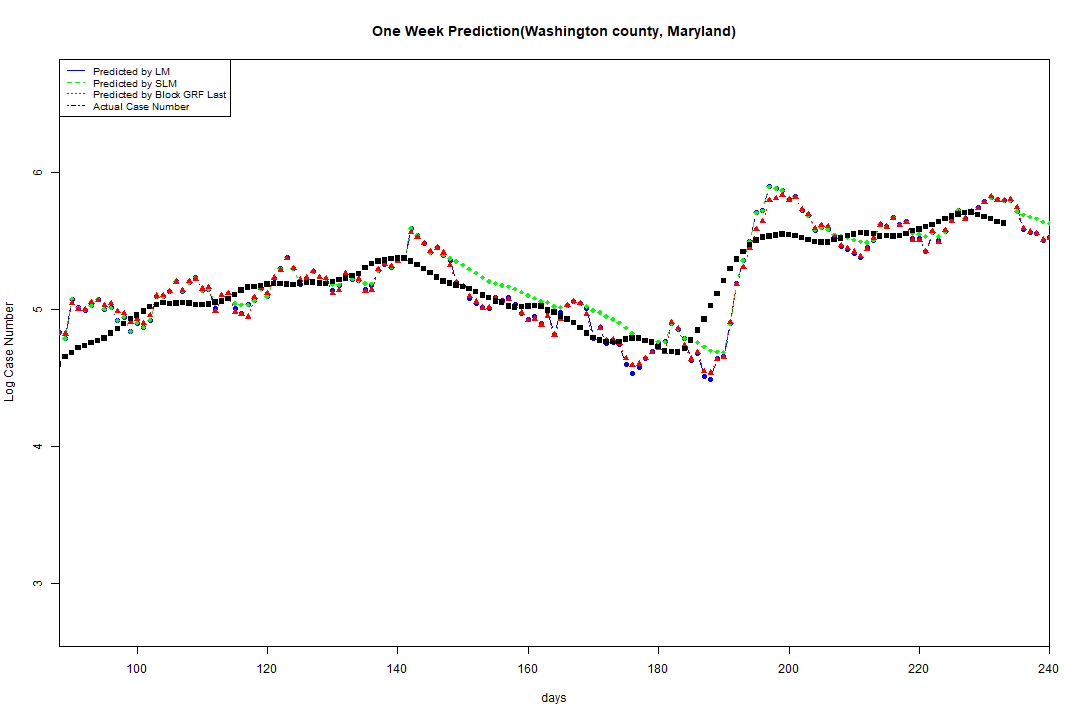 One Week Prediction(Washington county, Maryland)
Predicted by LM
Predicted by SLM
Predicted by Block GRF Last
Actual Case Number
6
5
4
3
Log Case Number
100 120 140 160 180 200 220 240
days